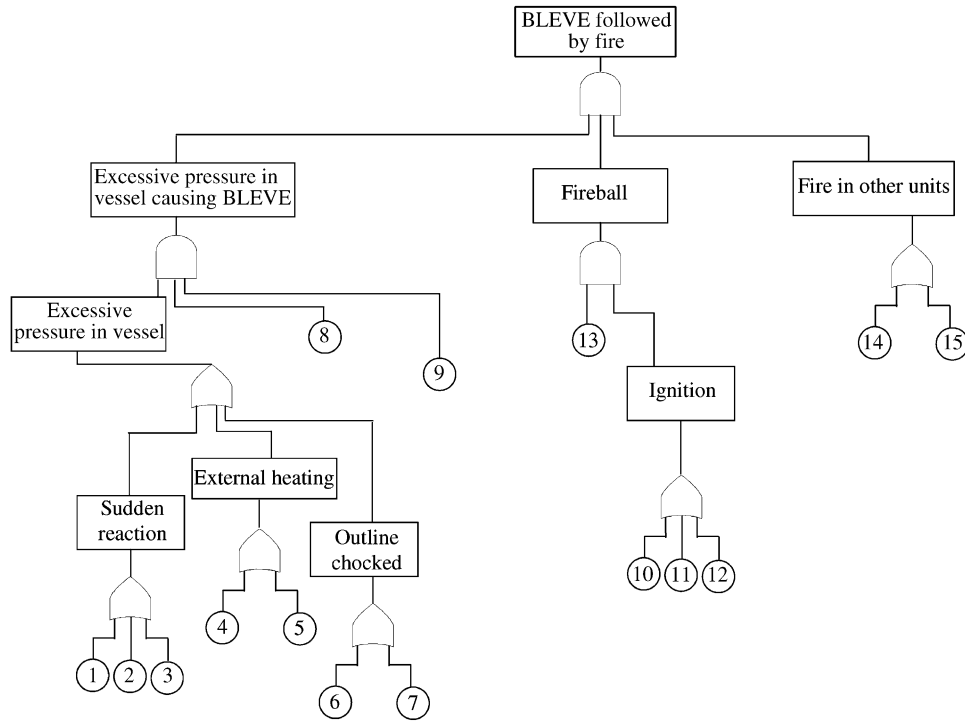 BLEVE followed
by fire
Excessive pressure in
vessel causing BLEVE
Fireball
Fire in other units
Excessive
pressure in vessel
8
9
13
14
15
Ignition
External heating
Sudden
reaction
Outline
chocked
10
11
12
4
5
1
2
3
6
7